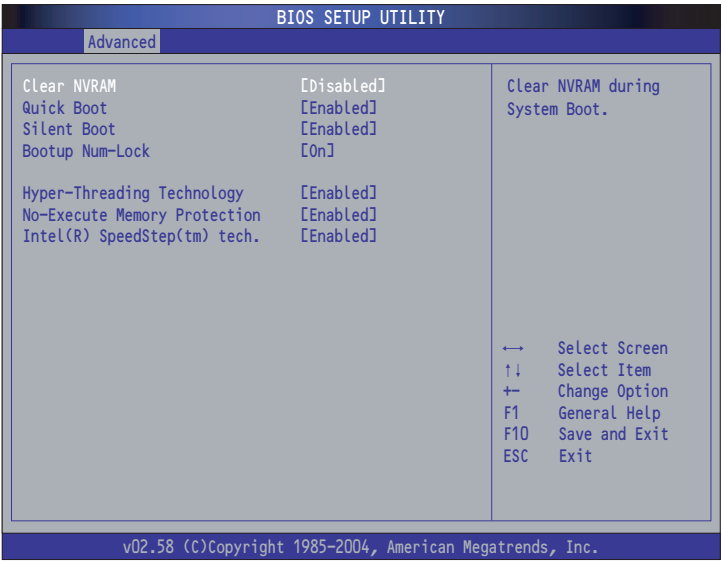 BIOS SETUP UTILITY
Advanced
Clear NVRAM [Disabled]
Quick Boot [Enabled]
Silent Boot [Enabled]
Bootup Num-Lock [On]
Hyper-Threading Technology [Enabled]
No-Execute Memory Protection [Enabled]
Intel(R) SpeedStep(tm) tech. [Enabled]
Clear NVRAM during
System Boot.
←→ Select Screen
↑↓ Select Item
+- Change Option
F1 General Help
F10 Save and Exit
ESC Exit
v02.58 (C)Copyright 1985-2004, American Megatrends, Inc.